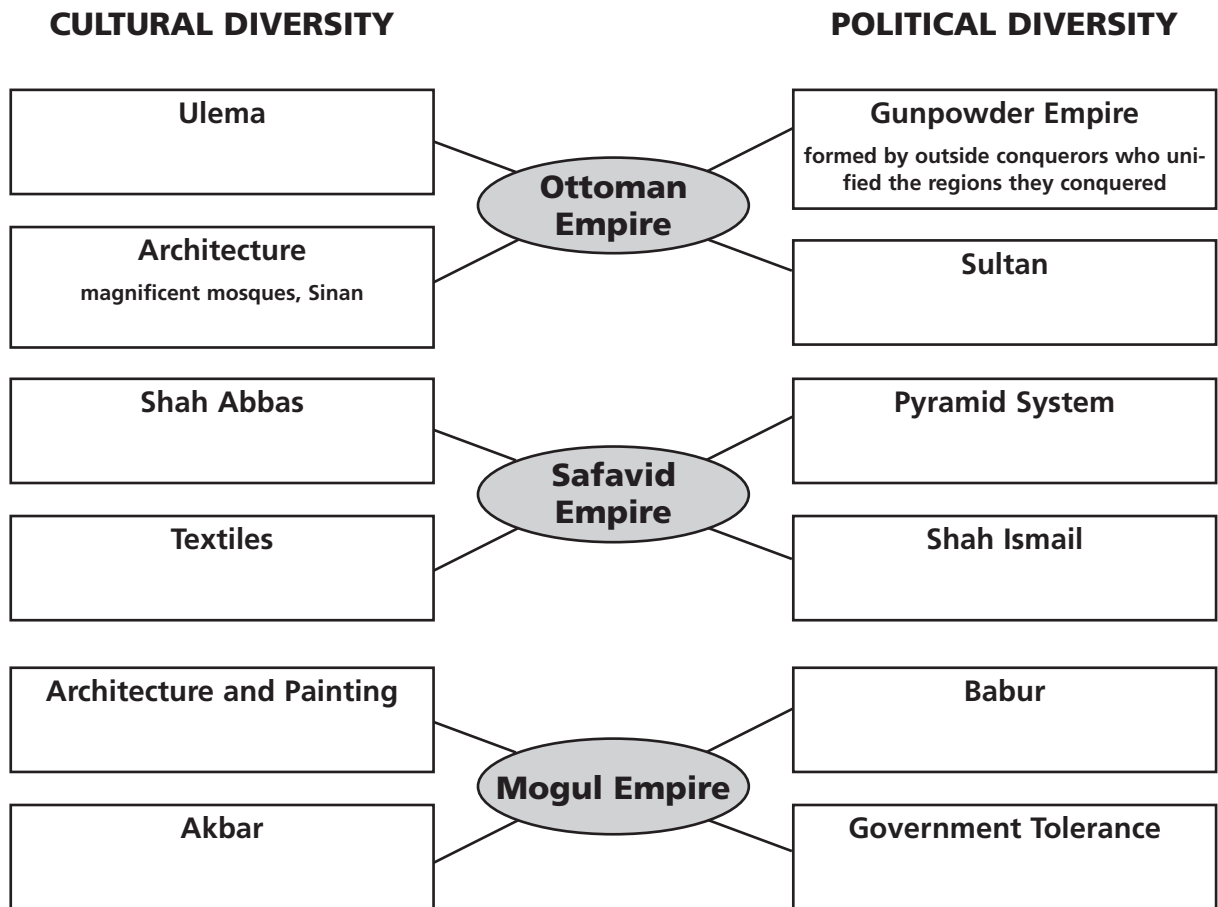 CULTURAL DIVERSITY
POLITICAL DIVERSITY
Ulema
Gunpowder Empire
formed by outside conquerors who uni-
fied the regions they conquered
Ottoman
Empire
Architecture
magnificent mosques, Sinan
Sultan
Shah Abbas
Pyramid System
Safavid
Empire
Textiles
Shah Ismail
Architecture and Painting
Babur
Mogul Empire
Akbar
Government Tolerance